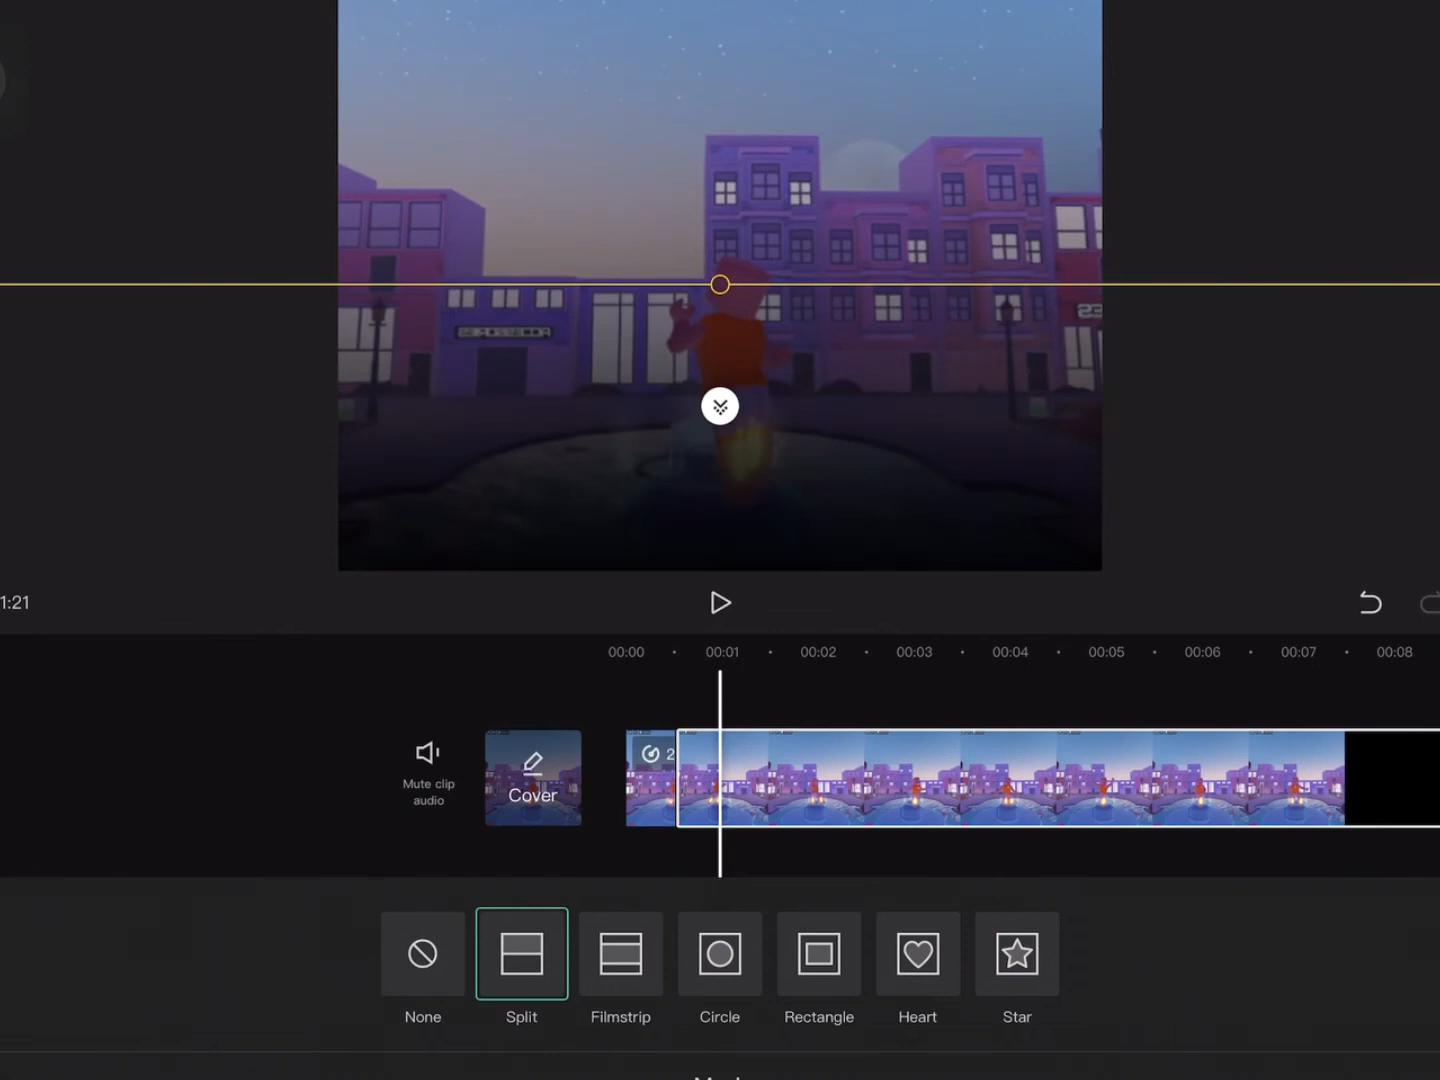 1:21
00:00
00:01
00:02
00:03
00:04
00:05
00:06
00:07
00:08
Mute clip
audio
Cover
2
None
Split
Filmstrip
Circle
Rectangle
Heart
Star